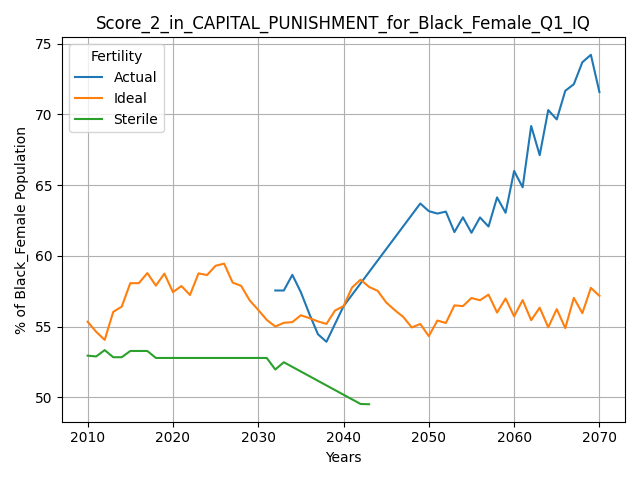 Score_2_in_CAPITAL_PUNISHMENT_for_Black_Female_Q1_IQ
Fertility
Actual
Ideal
Sterile
% of Black_Female Population
75
70
65
60
55
50
2010 2020 2030 2040 2050 2060 2070
Years